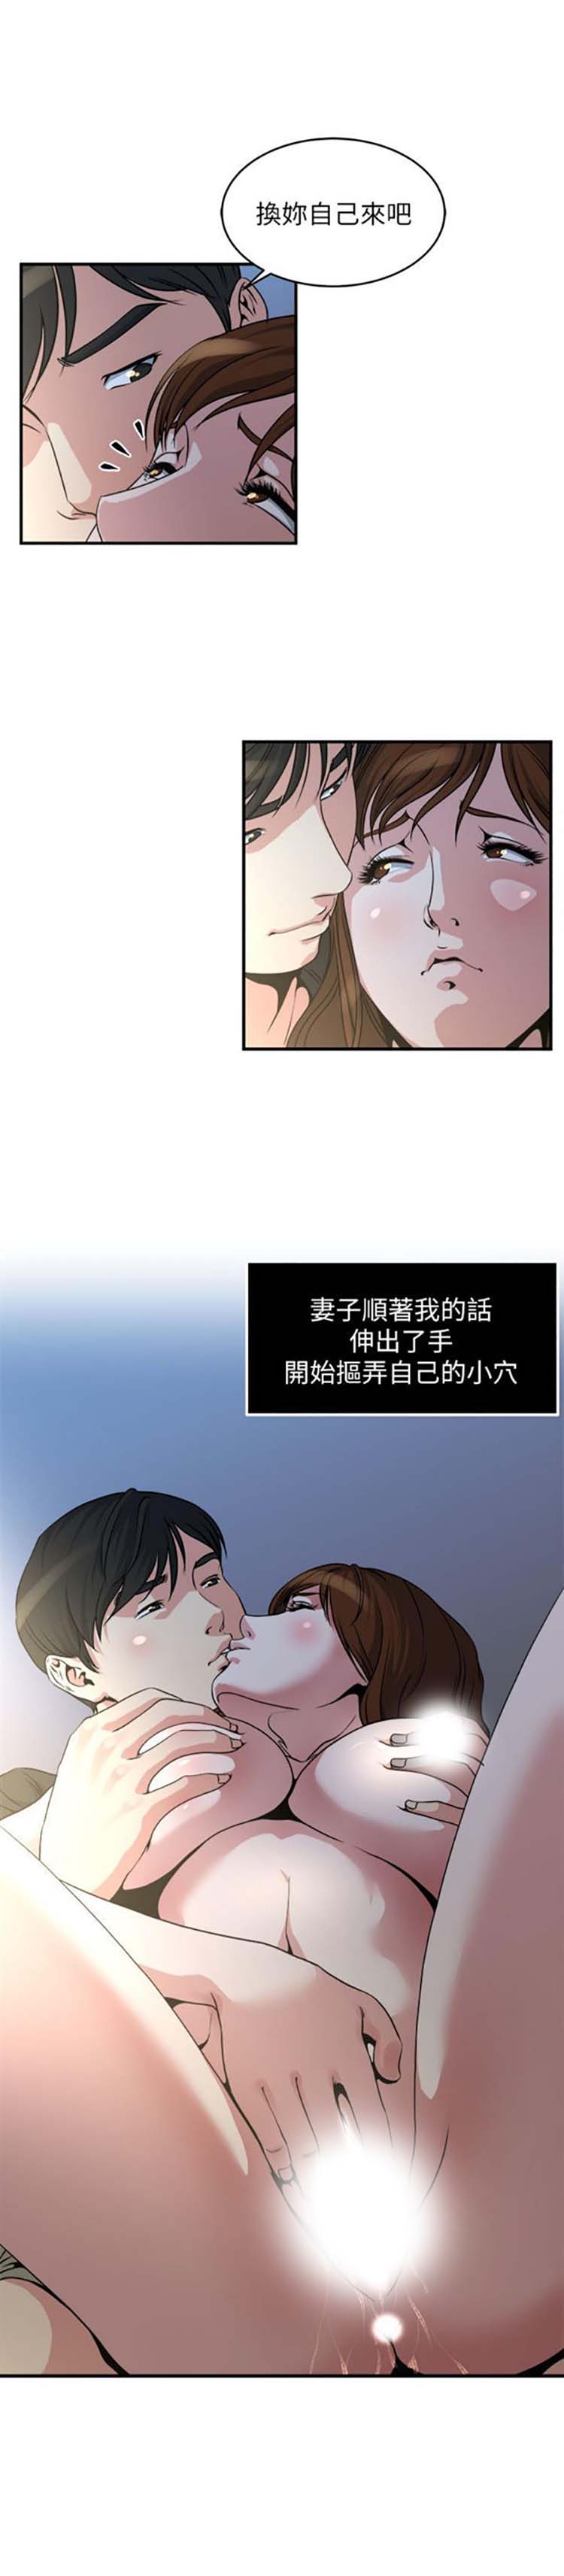 換妳自己來吧
妻子順著我的話
伸出了手
開始摳弄自己的小穴